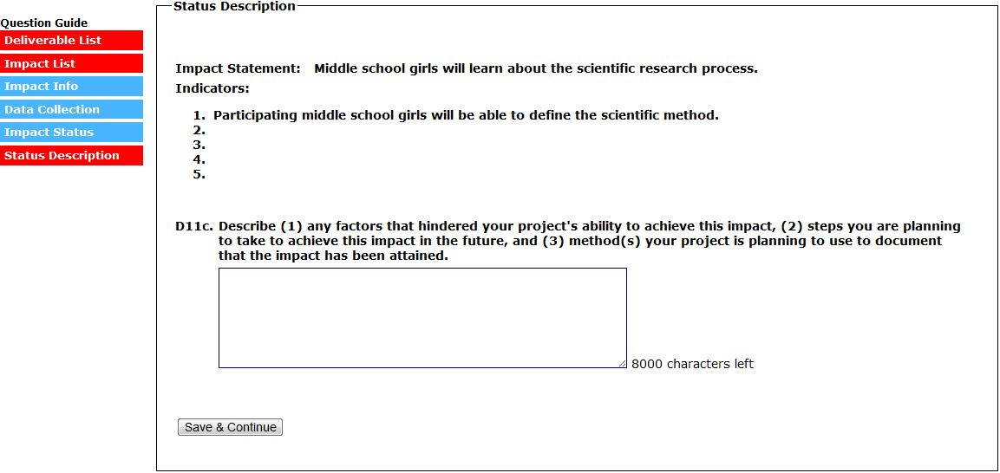 Question Guide
Deliverable List
Impact List
Impact Info
Data Collection
Impact Status
Status Description
Status Description
Impact Statement: Middle school girls will learn about the scientific research process.
Indicators:
1. Participating middle school girls will be able to define the scientific method.
2.
3.
4.
5.
D11c. Describe (1) any factors that hindered your project's ability to achieve this impact, (2) steps you are planning
to take to achieve this impact in the future, and (3) method(s) your project is planning to use to document
that the impact has been attained.
8000 characters left
Save & Continue